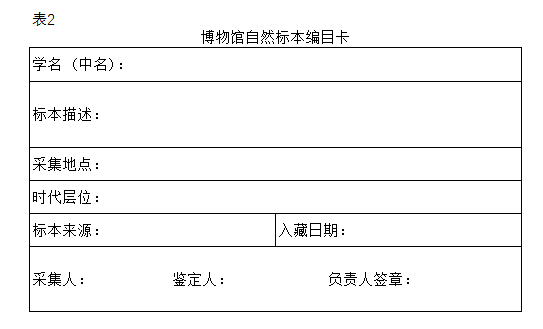 表2
博物馆自然标本编目卡
学名（中名）：
标本描述：
采集地点：
时代层位：
标本来源： 入藏日期：
采集人： 鉴定人： 负责人签章：